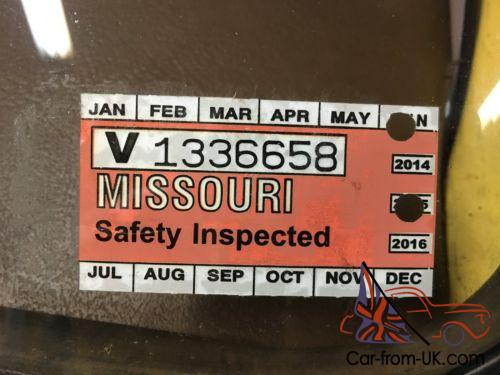 JAN FEB MAR APR MAY
V 1336658
2014
MISSOURI
Safety Inspected
2016
JUL AUG SEP OCT NOV DEC
Car-from-UK.com